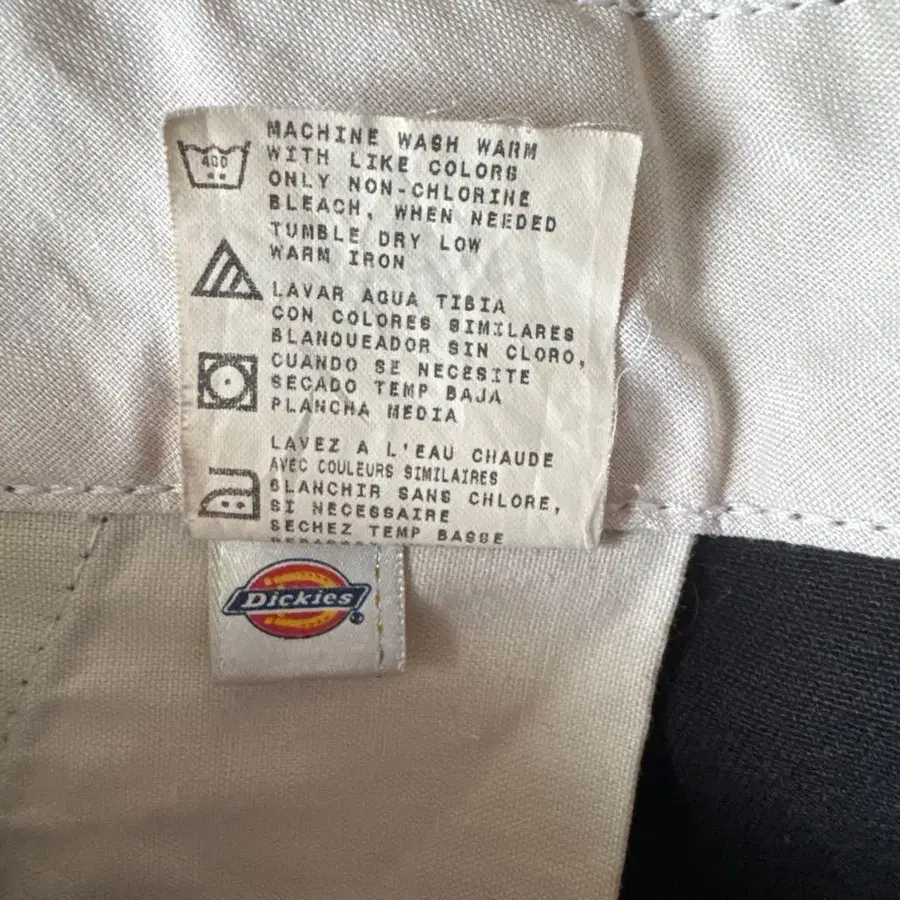 MACHINE WASH WARM
WITH LIKE COLORS
ONLY NON-CHLORINE
BLEACH, WHEN NEEDED
TUMBLE DRY LOW
WARM IRON
LAVAR AGUA TIBIA
CON COLORES SIMILARES
BLANQUEADOR SIN CLORO,
CUANDO SE NECESITE
SECADO TEMP BAJA
PLANCHA MEDIA
LAVEZ A L'EAU CHAUDE
AVEC COULEURS SIMILAIRES
BLANCHIR SANS CHLORE,
SI NECESSAIRE
SECHEZ TEMP BASSE
Dickies